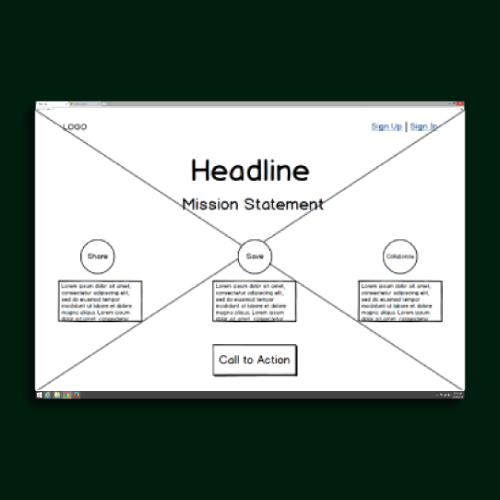 LOGO
Sign Up | Sign In
Headline
Mission Statement
Share
Save
Collaborate
Lorem ipsum dolor sit amet,
consectetur adipiscing elit,
sed do eiusmod tempor
incididunt ut labore et dolore
magna aliqua. Lorem ipsum
dolor sit amet, consectetur
Lorem ipsum dolor sit amet,
consectetur adipiscing elit,
sed do eiusmod tempor
incididunt ut labore et dolore
magna aliqua. Lorem ipsum
dolor sit amet, consectetur
Lorem ipsum dolor sit amet,
consectetur adipiscing elit,
sed do eiusmod tempor
incididunt ut labore et dolore
magna aliqua. Lorem ipsum
dolor sit amet, consectetur
Call to Action